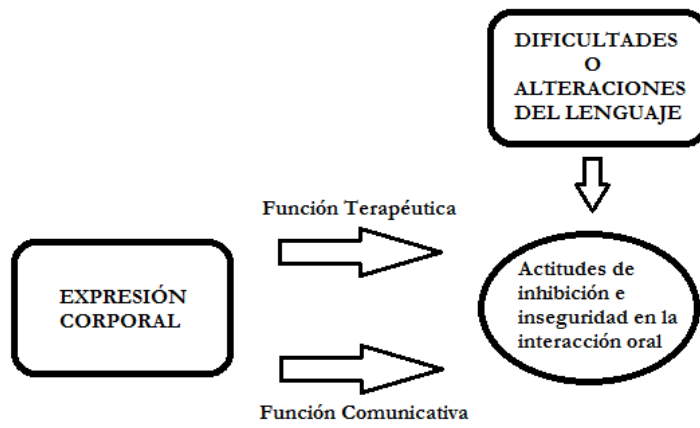 DIFICULTADES
O
ALTERACIONES
DEL LENGUAJE
Función Terapéutica
EXPRESIÓN
CORPORAL
Actitudes de
inhibición e
inseguridad en la
interacción oral
Función Comunicativa